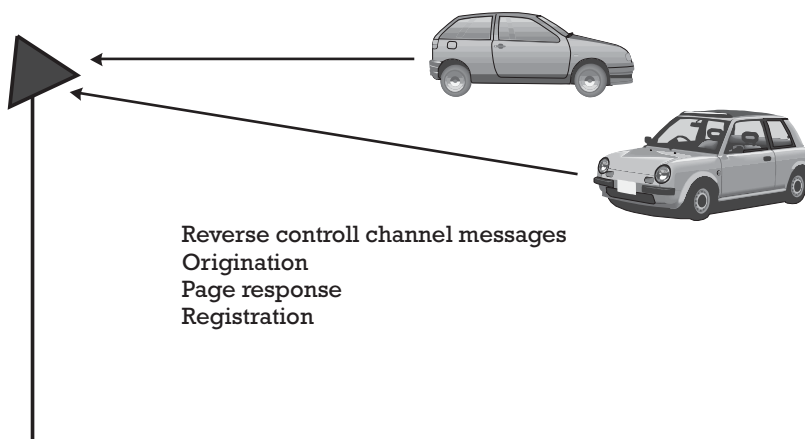 Reverse controll channel messages
Origination
Page response
Registration